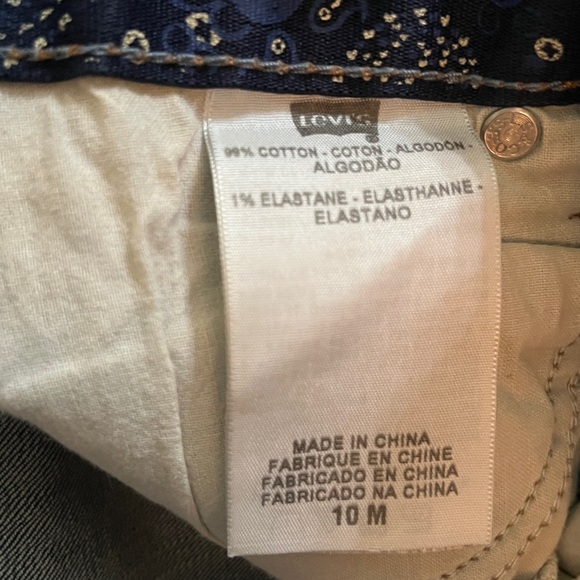 Levi's
99% COTTON - COTON - ALGODÓN -
ALGODÃO
1% ELASTANE - ELASTHANNE -
ELASTANO
MADE IN CHINA
FABRIQUE EN CHINE
FABRICADO EN CHINA
FABRICADO NA CHINA
10 M